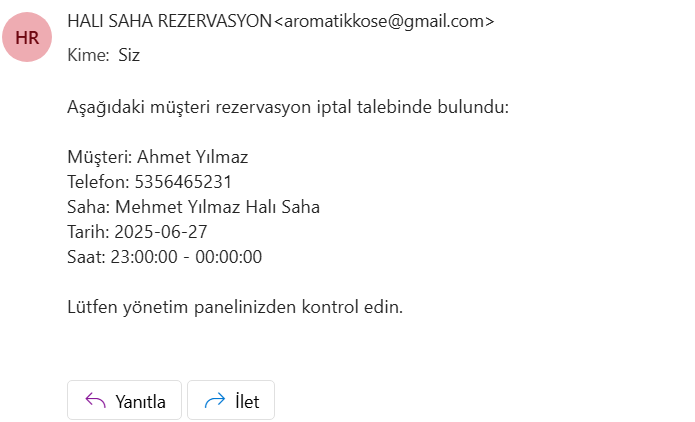 HR
HALI SAHA REZERVASYON<aromatikkose@gmail.com>
Kime: Siz
Aşağıdaki müşteri rezervasyon iptal talebinde bulundu:
Müşteri: Ahmet Yılmaz
Telefon: 5356465231
Saha: Mehmet Yılmaz Halı Saha
Tarih: 2025-06-27
Saat: 23:00:00 - 00:00:00
Lütfen yönetim panelinizden kontrol edin.
Yanıtla
İlet